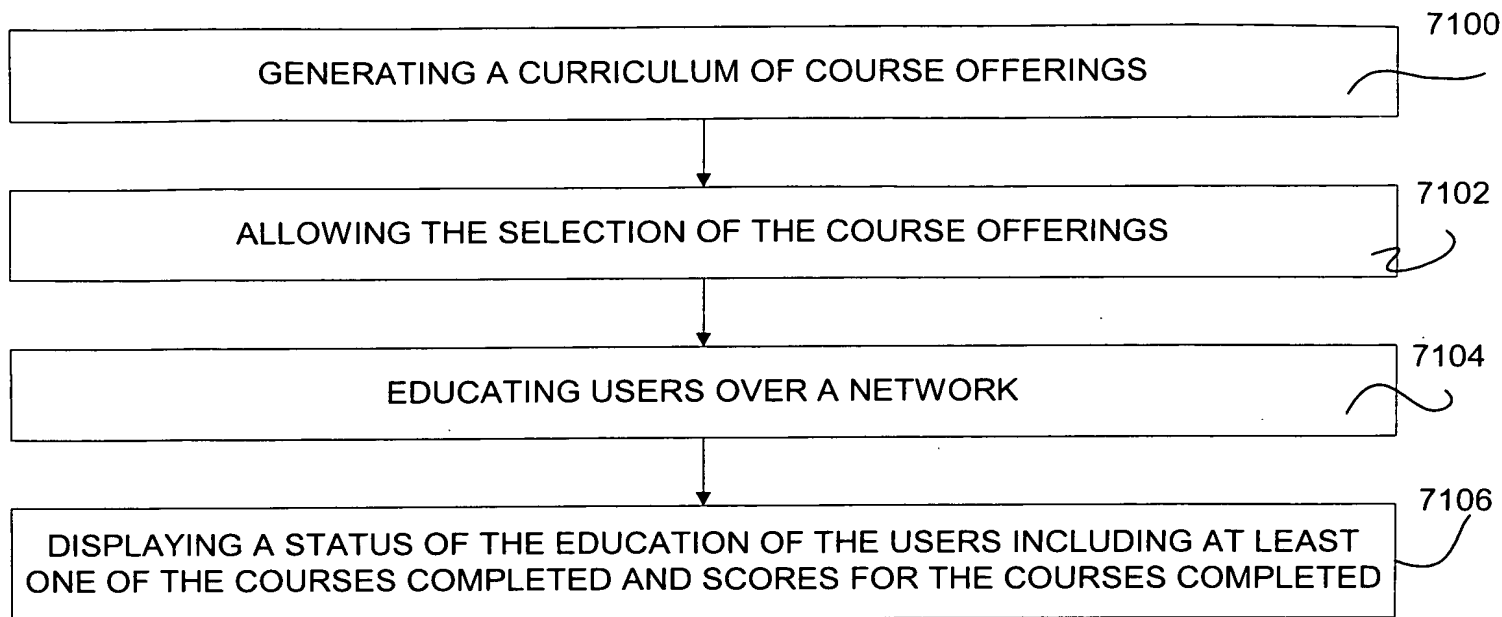 7100
GENERATING A CURRICULUM OF COURSE OFFERINGS
7102
ALLOWING THE SELECTION OF THE COURSE OFFERINGS
7104
EDUCATING USERS OVER A NETWORK
7106
DISPLAYING A STATUS OF THE EDUCATION OF THE USERS INCLUDING AT LEAST
ONE OF THE COURSES COMPLETED AND SCORES FOR THE COURSES COMPLETED